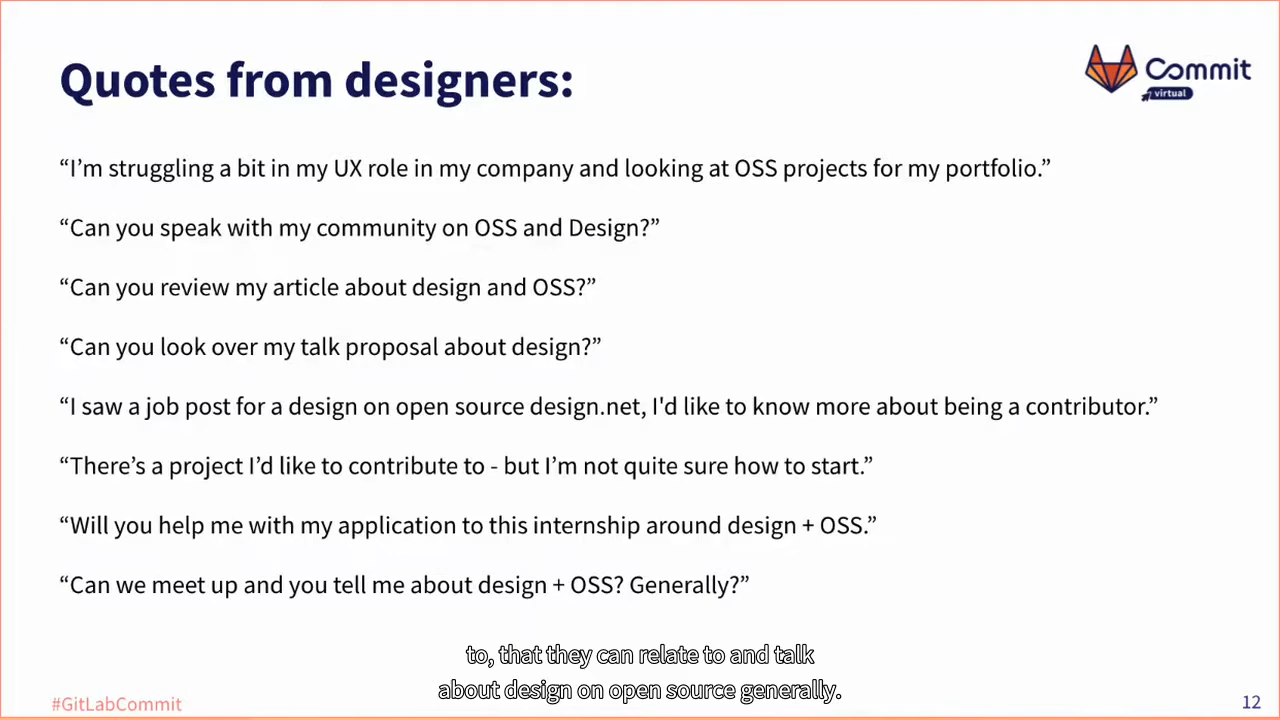 Quotes from designers:
Commit
virtual
“I’m struggling a bit in my UX role in my company and looking at OSS projects for my portfolio.”
“Can you speak with my community on OSS and Design?”
“Can you review my article about design and OSS?”
“Can you look over my talk proposal about design?”
“I saw a job post for a design on open source design.net, I'd like to know more about being a contributor.”
“There’s a project I’d like to contribute to - but I’m not quite sure how to start.”
“Will you help me with my application to this internship around design + OSS.”
“Can we meet up and you tell me about design + OSS? Generally?”
to, that they can relate to and talk
about design on open source generally.
#GitLabCommit
12